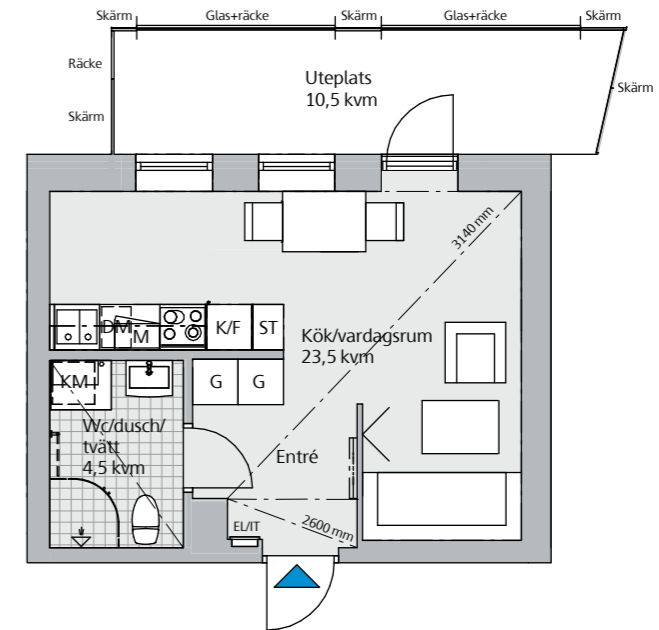 Skärm Glas+räcke Skärm Glas+räcke Skärm
Räcke
Skärm
Uteplats
10,5 kvm
Skärm
3140 mm
DM
M
K/F
ST
Kök/vardagsrum
23,5 kvm
KM
G
G
Wc/dusch/
tvätt
4,5 kvm
Entré
EL/IT
2600 mm